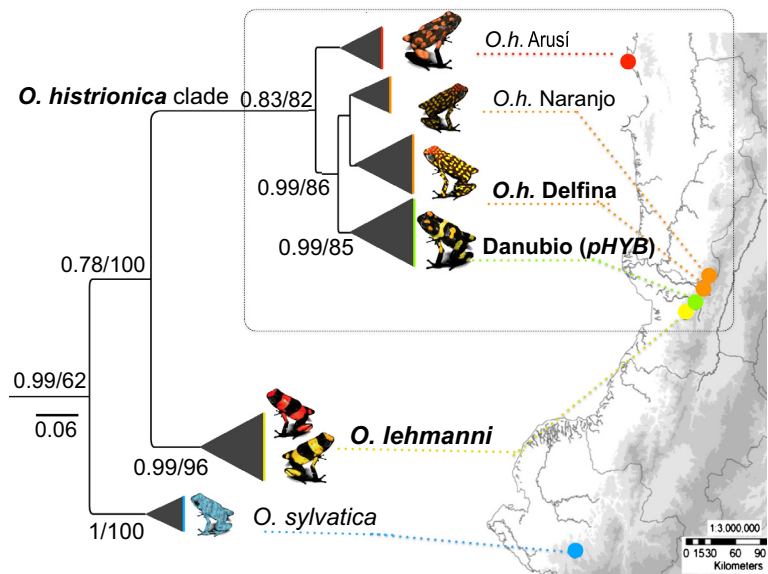 O.h. Arusí
O. histrionica clade
0.83/82
O.h. Naranjo
0.99/86
O.h. Delfina
0.99/85
Danubio (pHYB)
0.78/100
0.99/62
0.06
O. lehmanni
0.99/96
O. sylvatica
1/100
1:3.000,000
0 1530 60 90
Kilometers